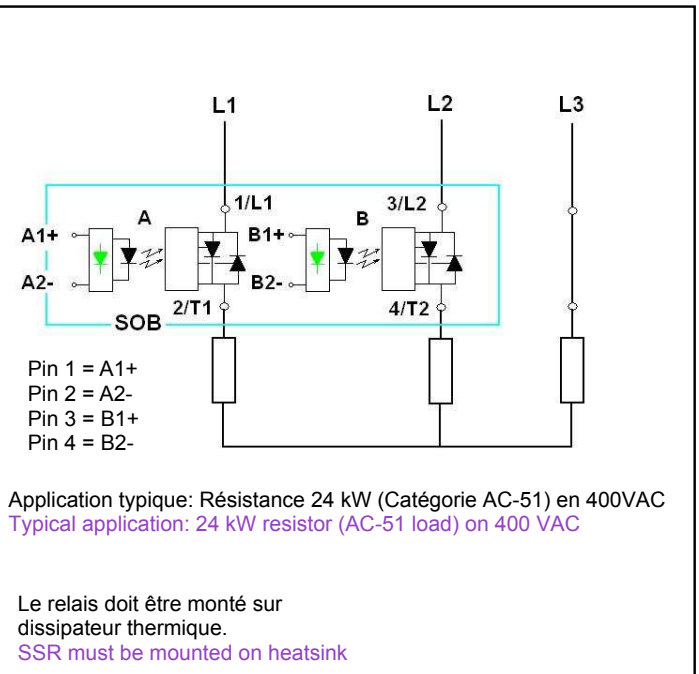 L1 L2 L3
1/L1 3/L2
A B
A1+ B1+
A2- B2-
2/T1 4/T2
SOB
Pin 1 = A1+
Pin 2 = A2-
Pin 3 = B1+
Pin 4 = B2-
Application typique: Résistance 24 kW (Catégorie AC-51) en 400VAC
Typical application: 24 kW resistor (AC-51 load) on 400 VAC
Le relais doit être monté sur
dissipateur thermique.
SSR must be mounted on heatsink